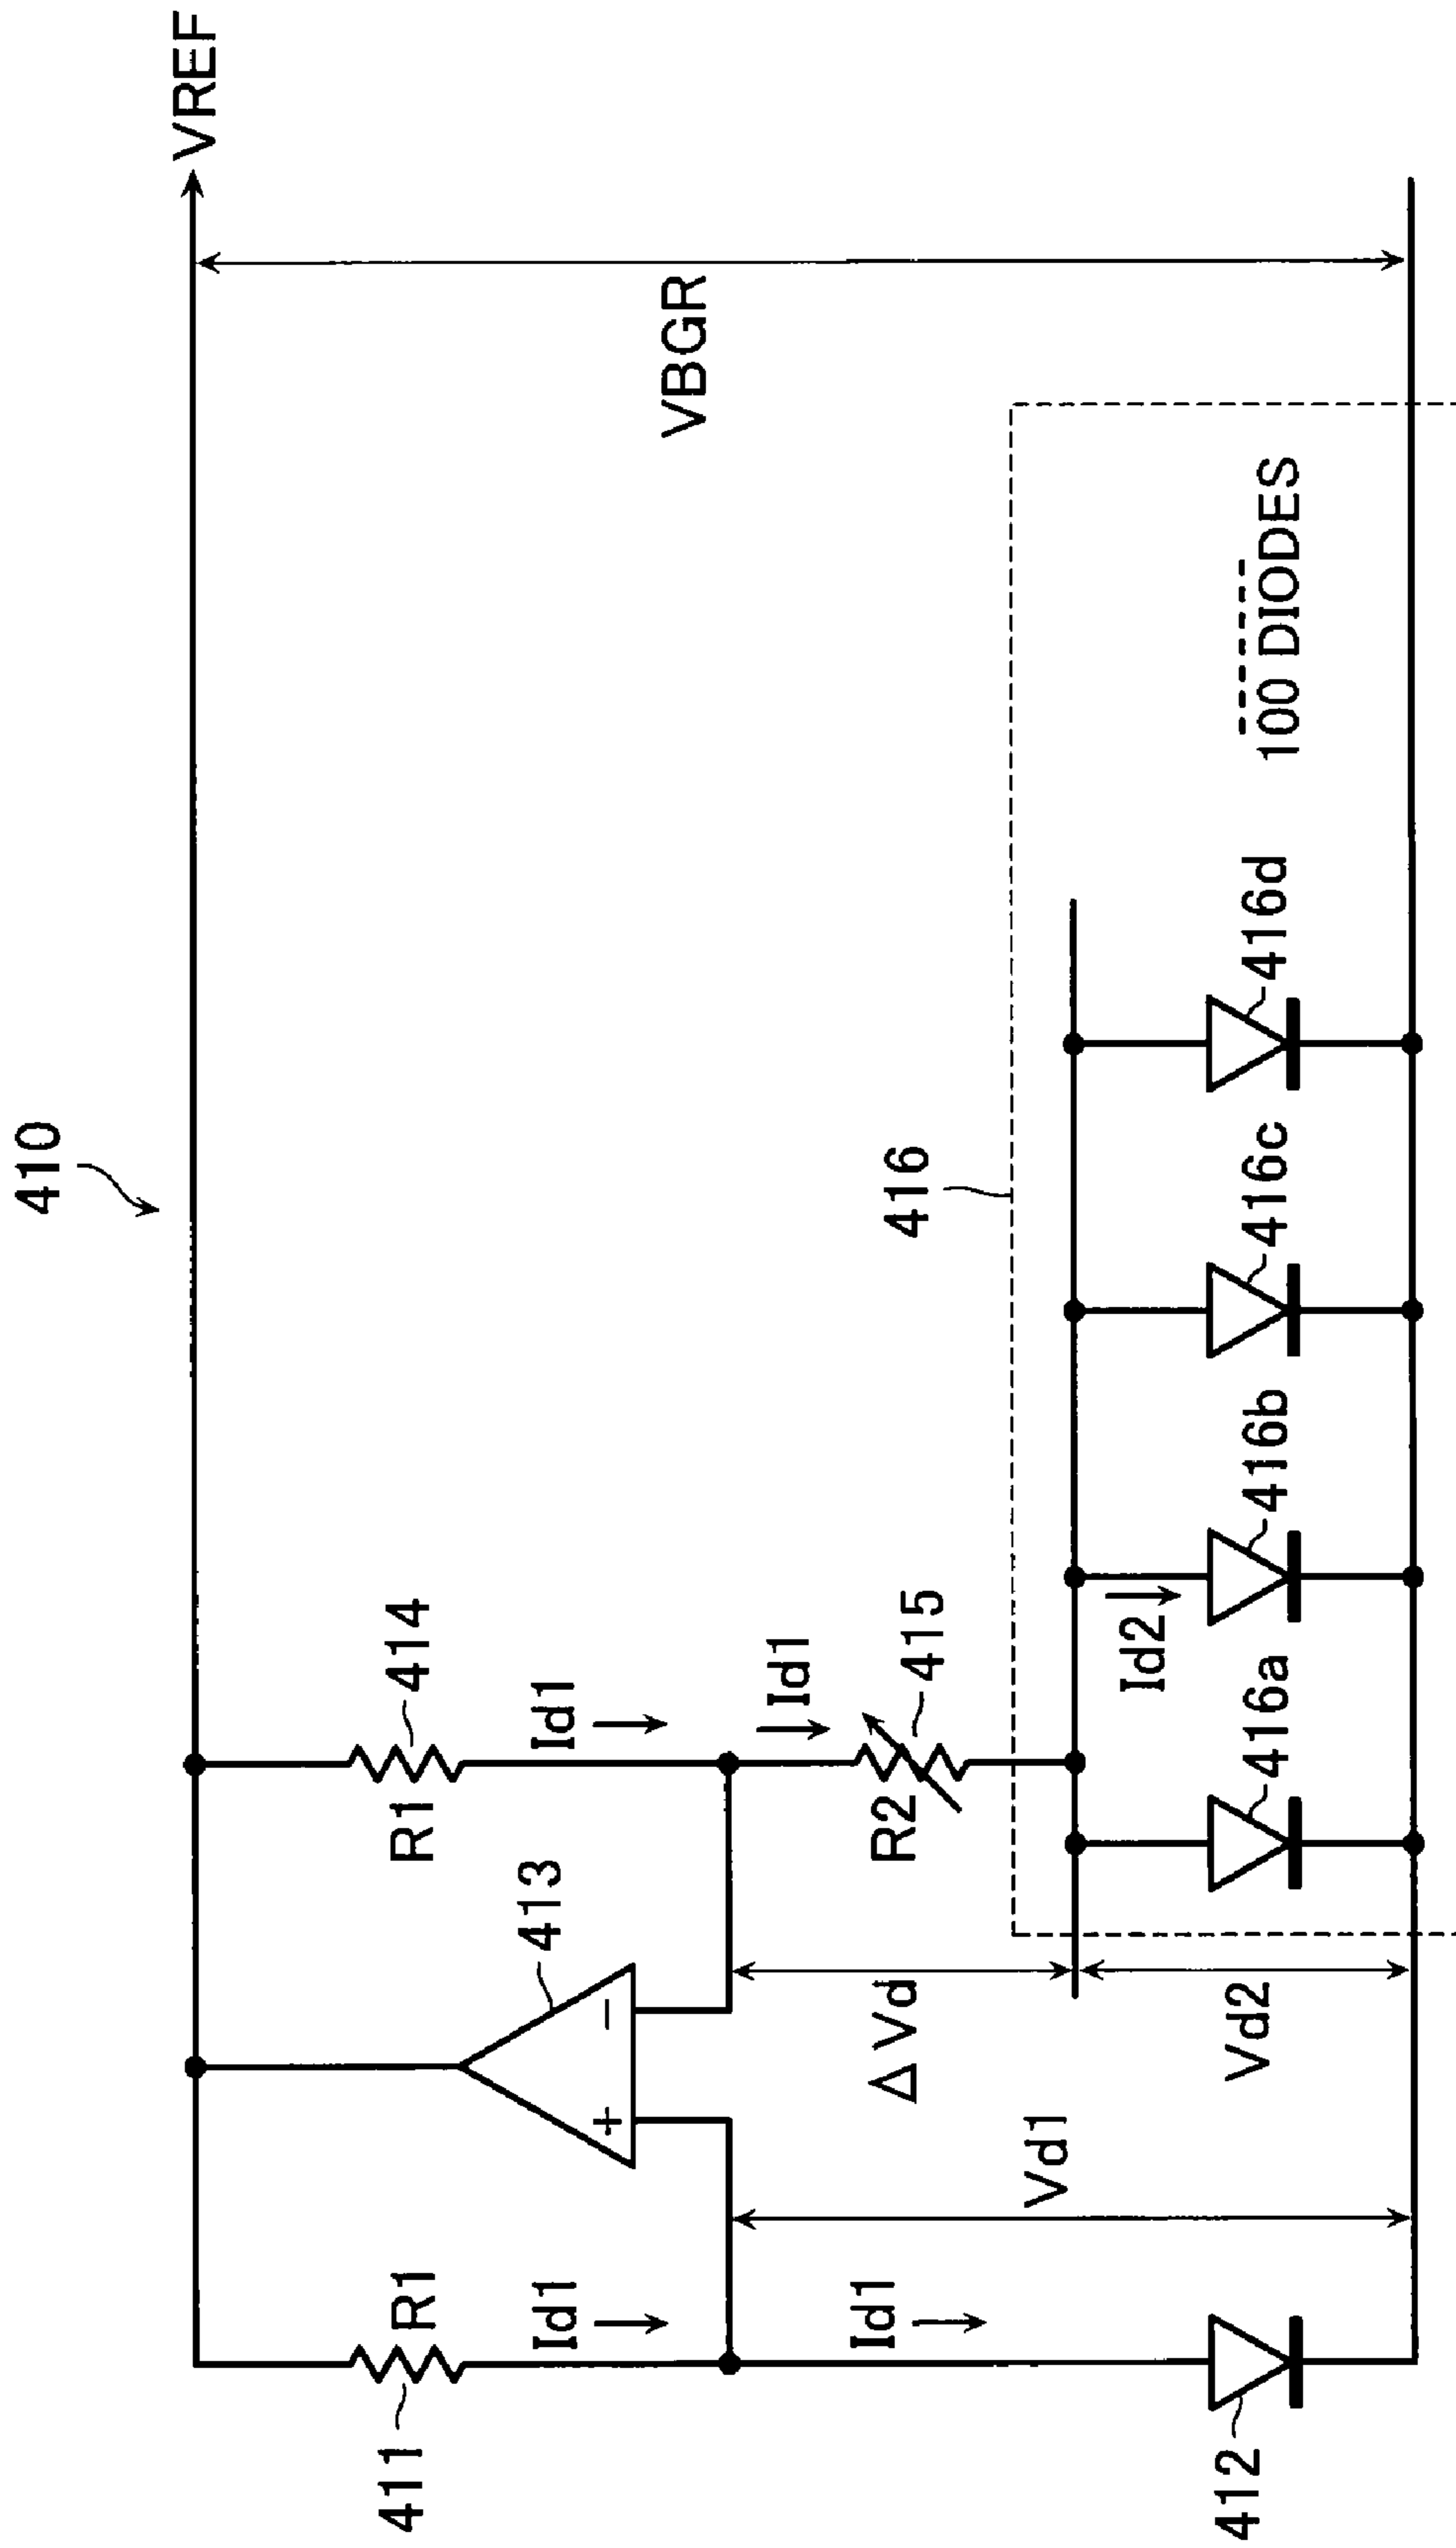 410
VREF
VBGR
411
R1
R1
414
413
+
−
Id1
Id1
Id1
Id1
R2
415
416
Vd1
ΔVd
Vd2
Id2
412
416a
416b
416c
416d
100 DIODES